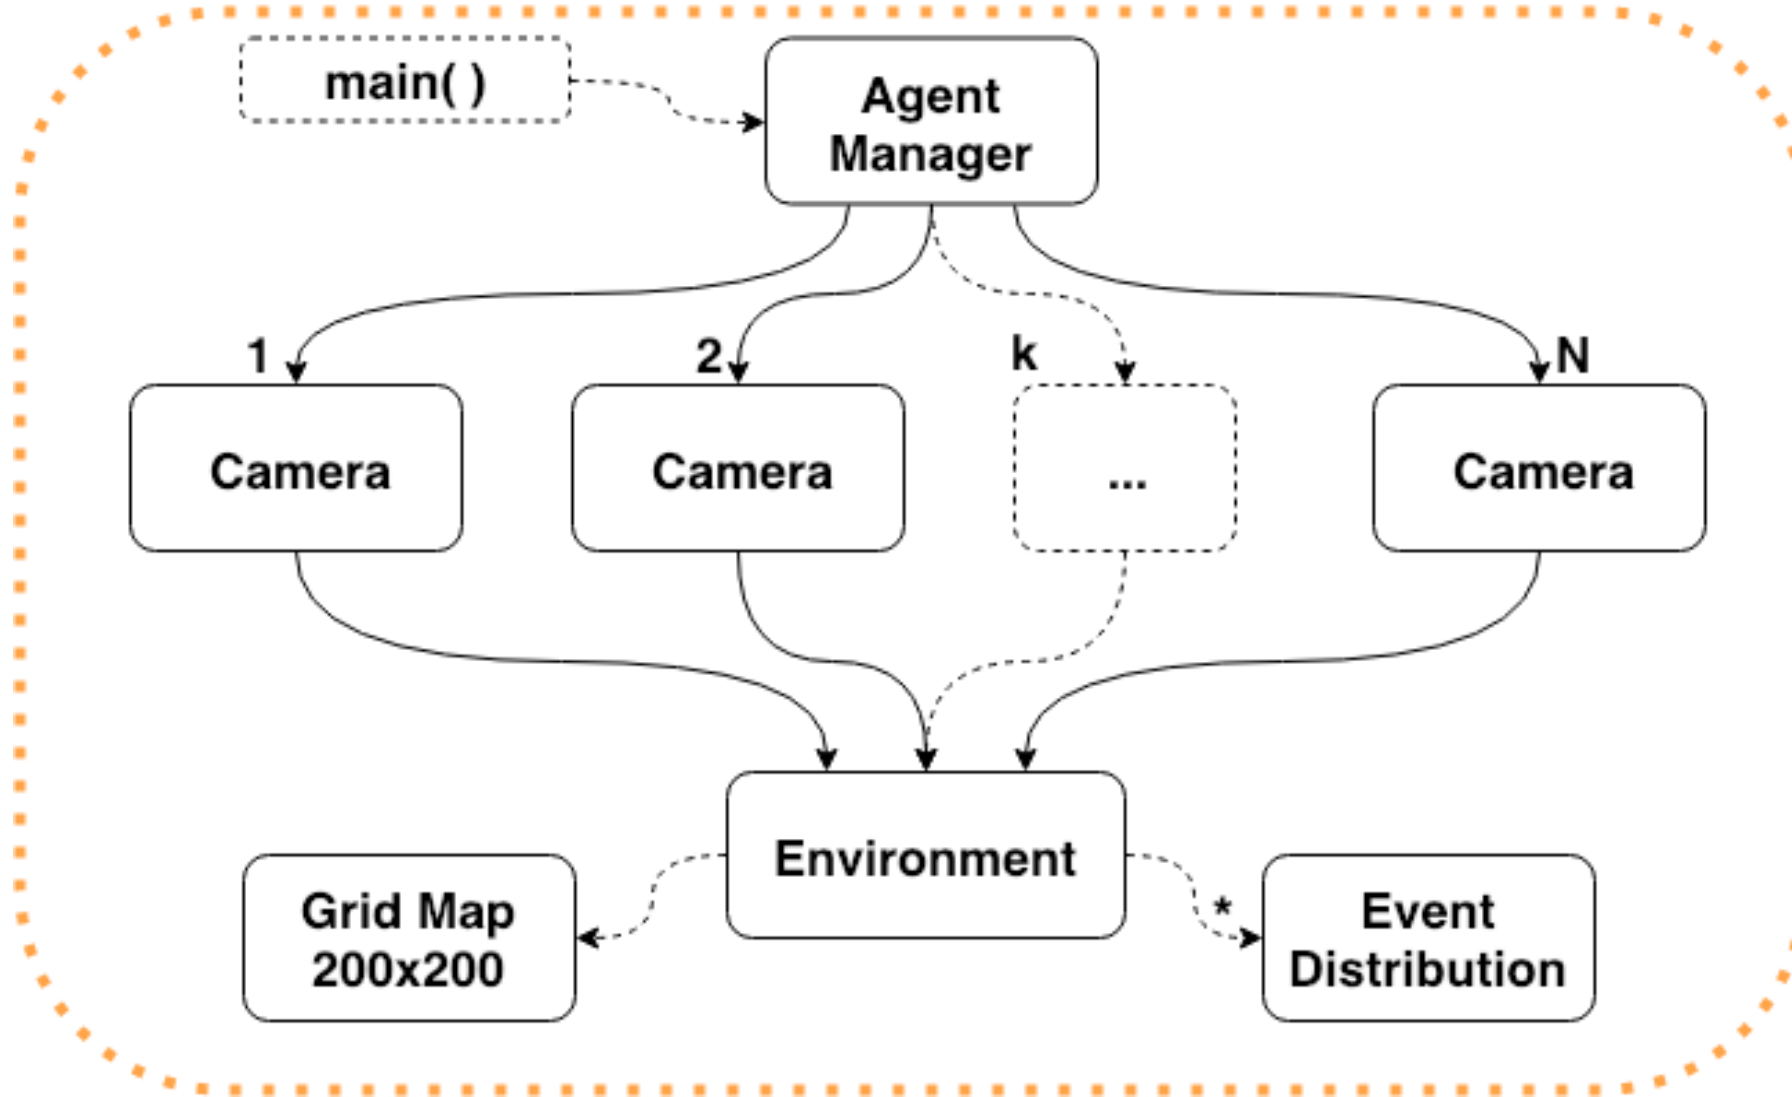 main( )
Agent
Manager
1
2
k
N
Camera
Camera
...
Camera
Environment
Grid Map
200x200
*
Event
Distribution